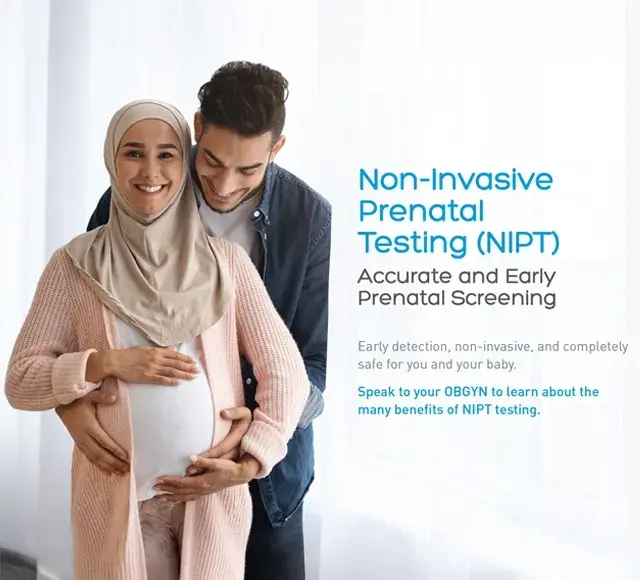 Non-Invasive
Prenatal
Testing (NIPT)
Accurate and Early
Prenatal Screening
Early detection, non-invasive, and completely
safe for you and your baby.
Speak to your OBGYN to learn about the
many benefits of NIPT testing.